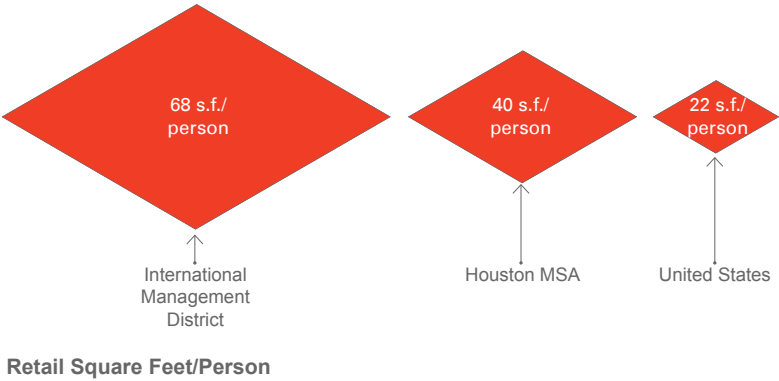 68 s.f./
person
40 s.f./
person
22 s.f./
person
International
Management
District
Houston MSA
United States
Retail Square Feet/Person